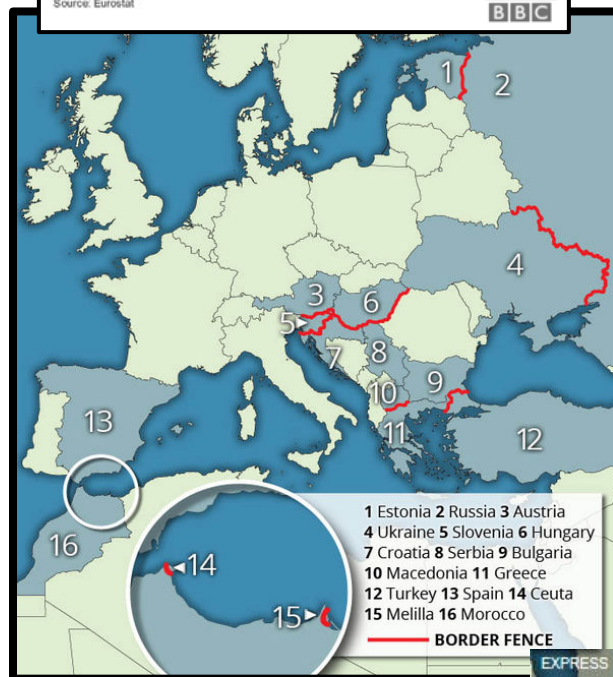 Source: Eurostat
BBC
1
2
3
4
5
6
7
8
9
10
11
12
13
14
15
16
1 Estonia 2 Russia 3 Austria
4 Ukraine 5 Slovenia 6 Hungary
7 Croatia 8 Serbia 9 Bulgaria
10 Macedonia 11 Greece
12 Turkey 13 Spain 14 Ceuta
15 Melilla 16 Morocco
BORDER FENCE
EXPRESS